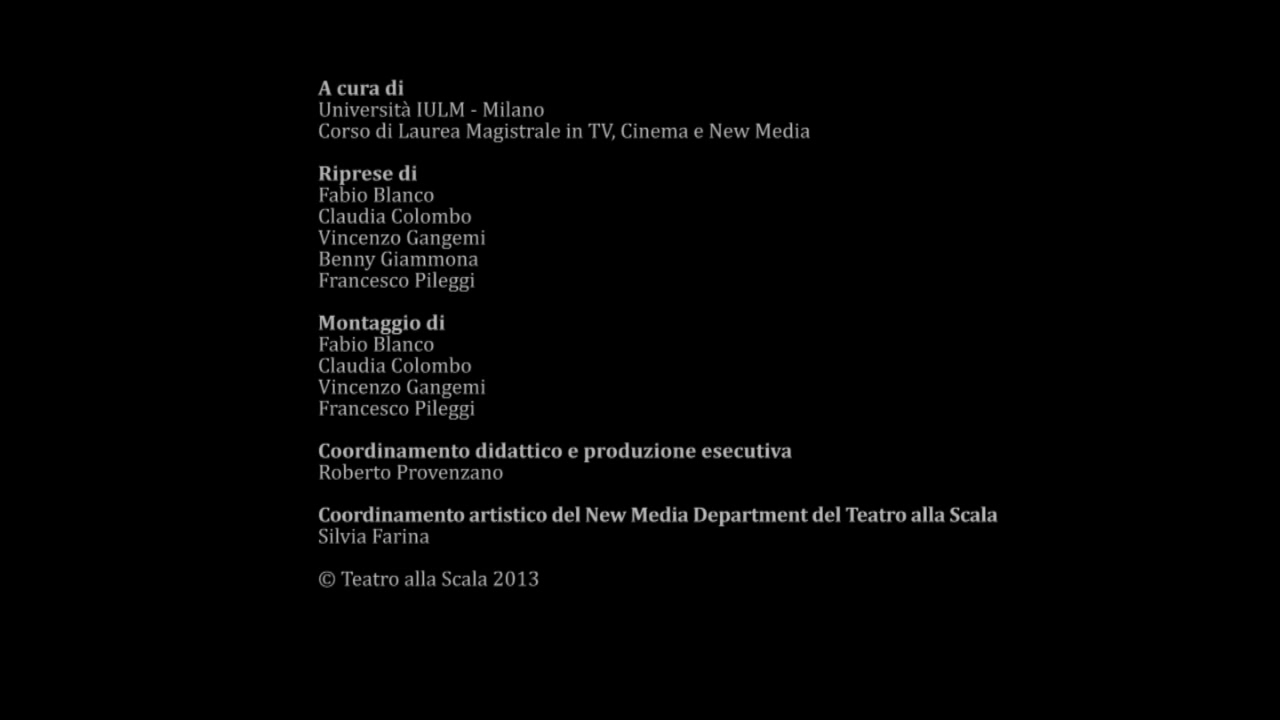 A cura di
Università IULM - Milano
Corso di Laurea Magistrale in TV, Cinema e New Media
Riprese di
Fabio Blanco
Claudia Colombo
Vincenzo Gangemi
Benny Giammona
Francesco Pileggi
Montaggio di
Fabio Blanco
Claudia Colombo
Vincenzo Gangemi
Francesco Pileggi
Coordinamento didattico e produzione esecutiva
Roberto Provenzano
Coordinamento artistico del New Media Department del Teatro alla Scala
Silvia Farina
© Teatro alla Scala 2013